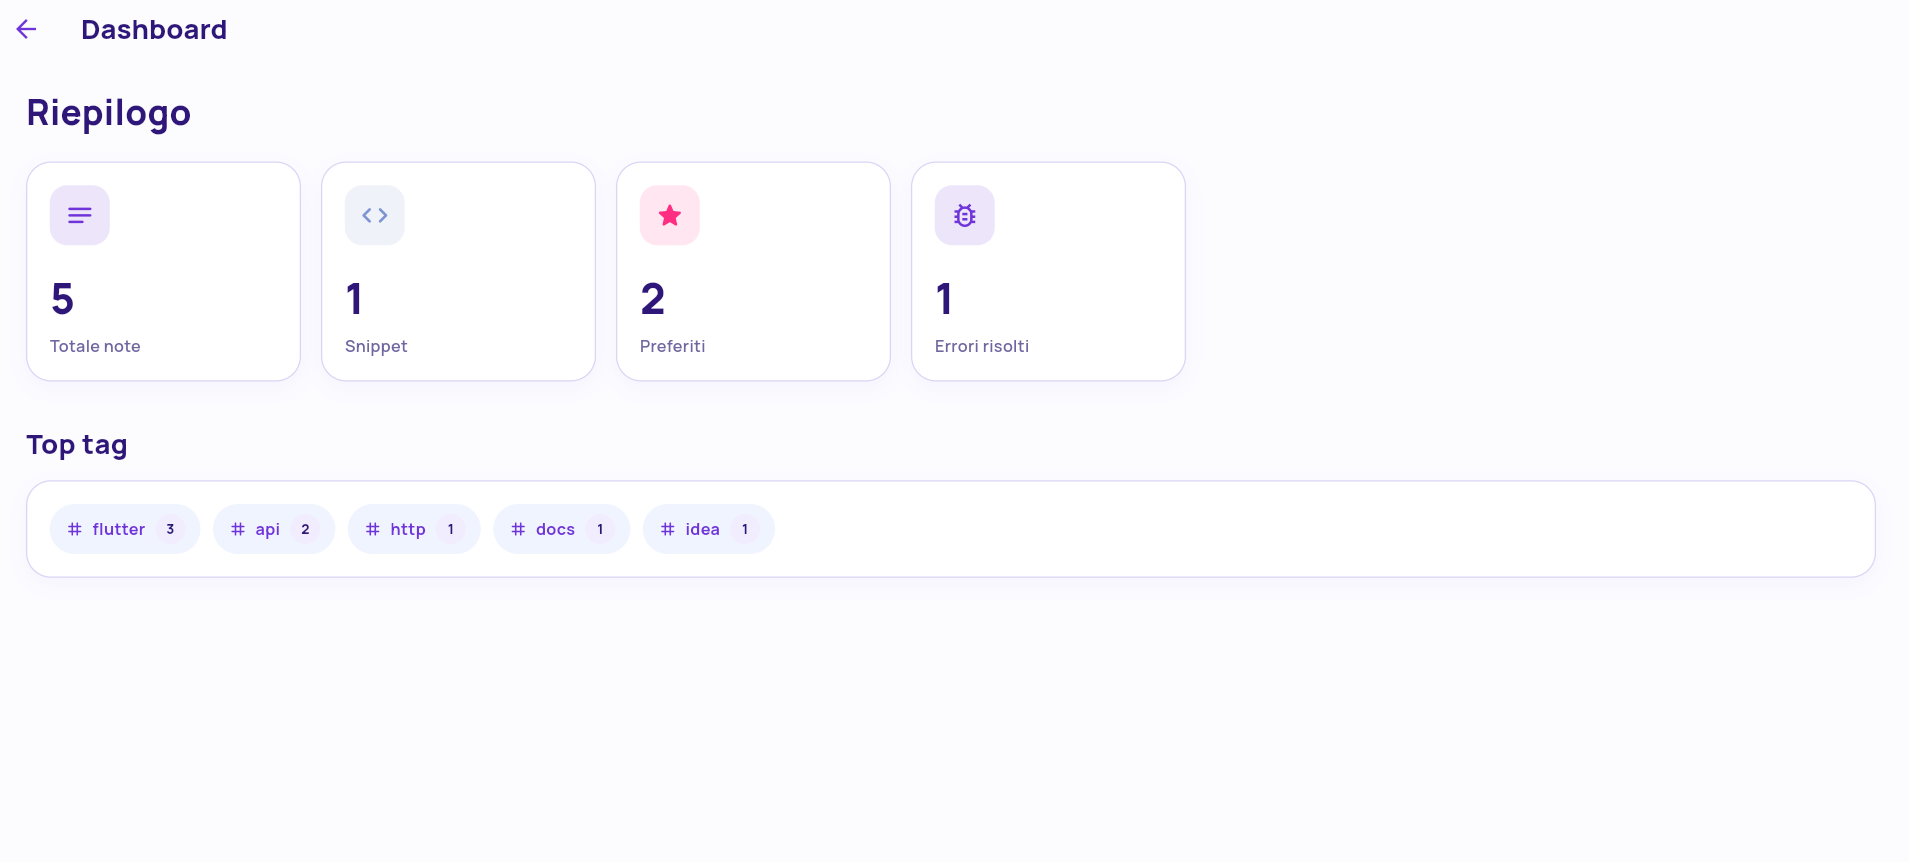 Dashboard
Riepilogo
5
Totale note
1
Snippet
2
Preferiti
1
Errori risolti
Top tag
# flutter 3 # api 2 # http 1 # docs 1 # idea 1